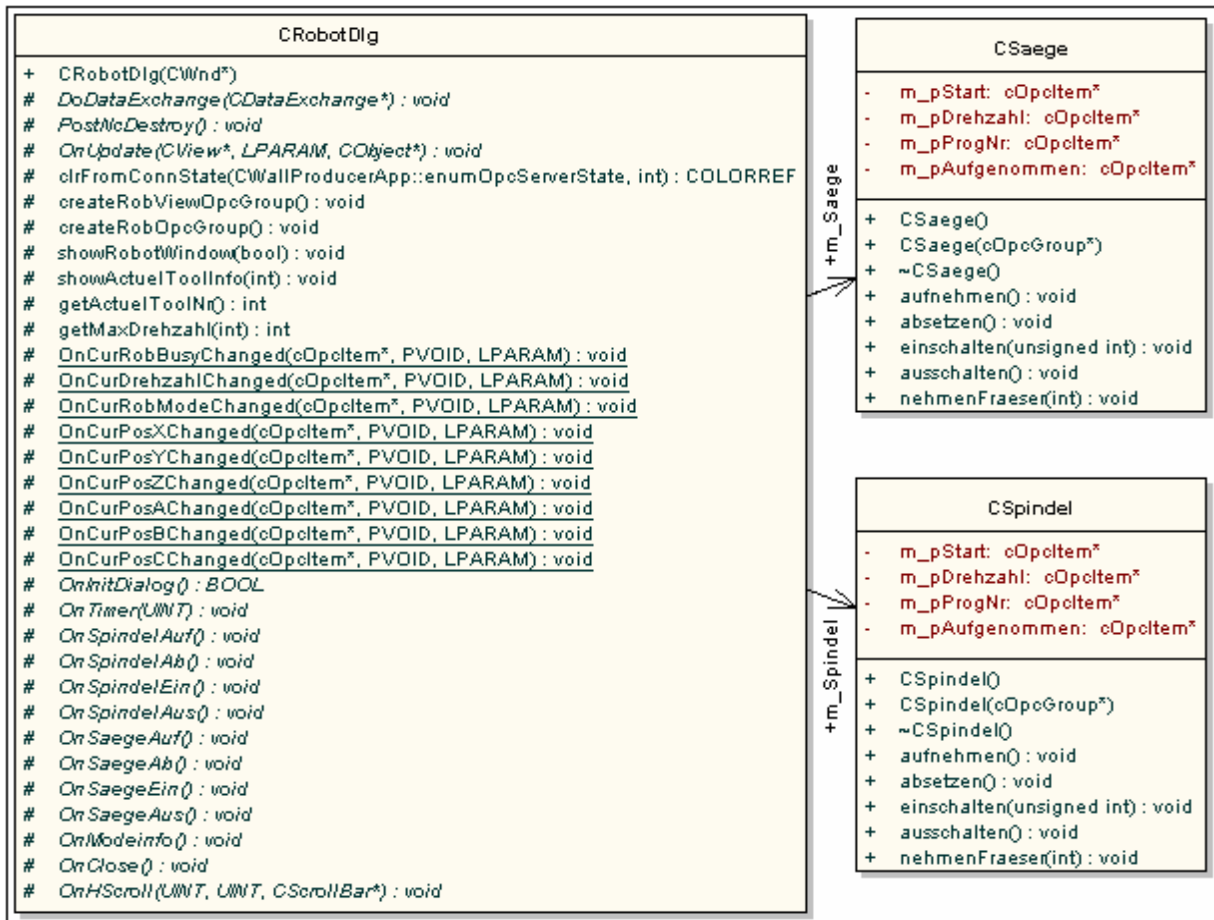 CRobotDlg
+ CRobotDlg(CWnd*)
# DoDataExchange(CDataExchange*) : void
# PostNcDestroy() : void
# OnUpdate(CView*, LPARAM, CObject*) : void
# clrFromConnState(CWallProducerApp::enumOpcServerState, int) : COLORREF
# createRobViewOpcGroup() : void
# createRobOpcGroup() : void
# showRobotWindow(bool) : void
# showActuelToolInfo(int) : void
# getActuelToolNr() : int
# getMaxDrehzahl(int) : int
# OnCurRobBusyChanged(cOpcItem*, PVOID, LPARAM) : void
# OnCurDrehzahlChanged(cOpcItem*, PVOID, LPARAM) : void
# OnCurRobModeChanged(cOpcItem*, PVOID, LPARAM) : void
# OnCurPosXChanged(cOpcItem*, PVOID, LPARAM) : void
# OnCurPosYChanged(cOpcItem*, PVOID, LPARAM) : void
# OnCurPosZChanged(cOpcItem*, PVOID, LPARAM) : void
# OnCurPosAChanged(cOpcItem*, PVOID, LPARAM) : void
# OnCurPosBChanged(cOpcItem*, PVOID, LPARAM) : void
# OnCurPosCChanged(cOpcItem*, PVOID, LPARAM) : void
# OnInitDialog() : BOOL
# OnTimer(UINT) : void
# OnSpindelAuf() : void
# OnSpindelAb() : void
# OnSpindelEin() : void
# OnSpindelAus() : void
# OnSaegeAuf() : void
# OnSaegeAb() : void
# OnSaegeEin() : void
# OnSaegeAus() : void
# OnModeinfo() : void
# OnClose() : void
# OnHScroll(UINT, UINT, CScrollBar*) : void
+m_Saege
+m_Spindel
CSaege
- m_pStart: cOpcItem*
- m_pDrehzahl: cOpcItem*
- m_pProgNr: cOpcItem*
- m_pAufgenommen: cOpcItem*
+ CSaege()
+ CSaege(cOpcGroup*)
+ ~CSaege()
+ aufnehmen() : void
+ absetzen() : void
+ einschalten(unsigned int) : void
+ ausschalten() : void
+ nehmenFraeser(int) : void
CSpindel
- m_pStart: cOpcItem*
- m_pDrehzahl: cOpcItem*
- m_pProgNr: cOpcItem*
- m_pAufgenommen: cOpcItem*
+ CSpindel()
+ CSpindel(cOpcGroup*)
+ ~CSpindel()
+ aufnehmen() : void
+ absetzen() : void
+ einschalten(unsigned int) : void
+ ausschalten() : void
+ nehmenFraeser(int) : void